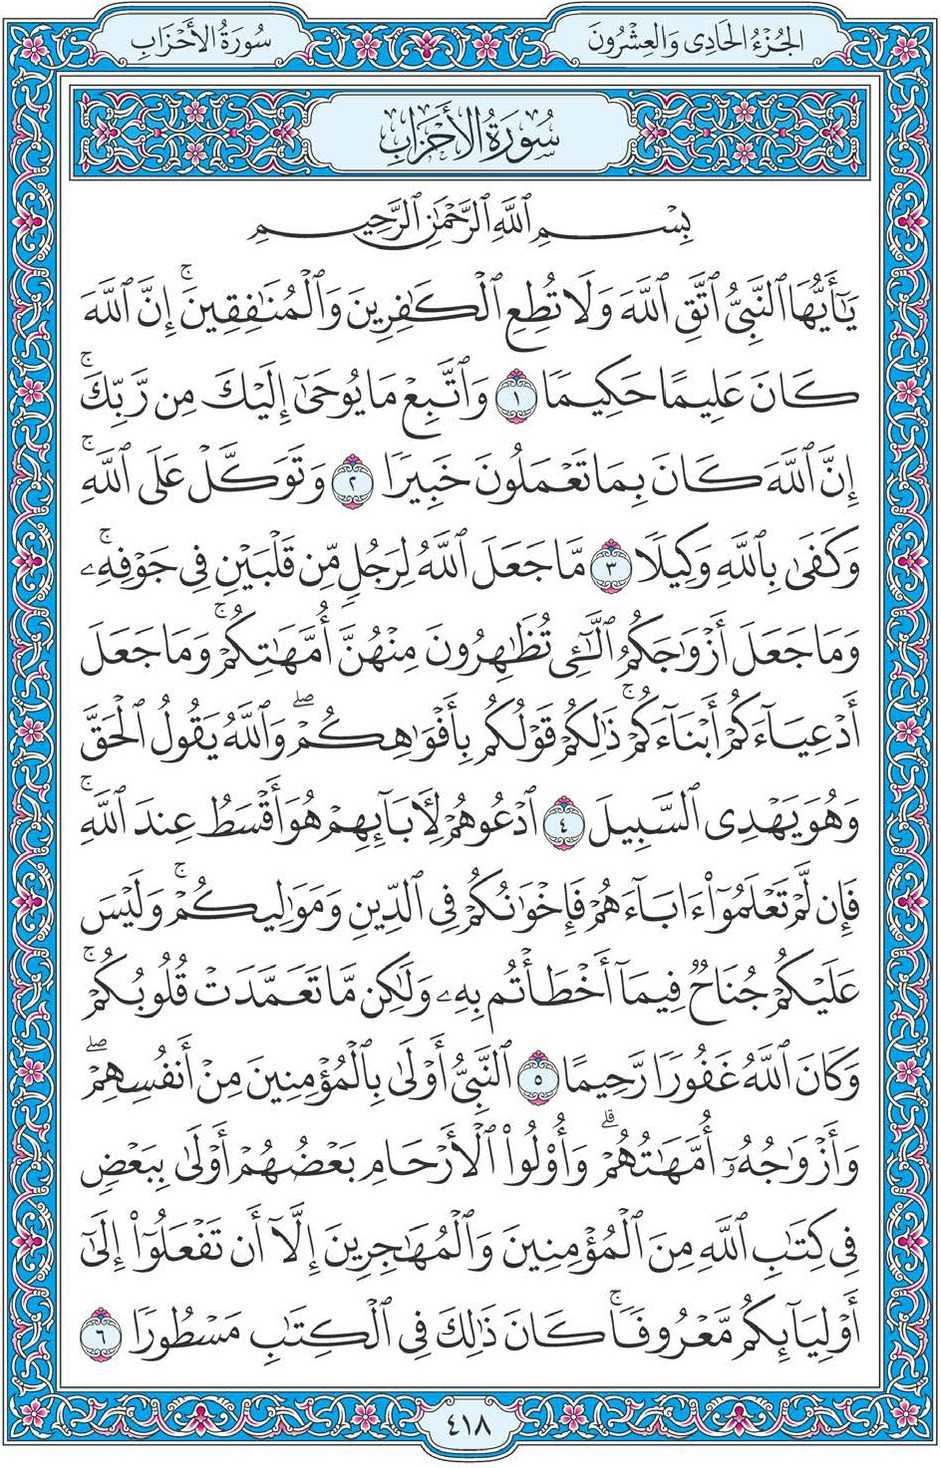 الجُزْءُ الحَادِى وَالعِشْرُونَ
سُورَةُ الأَحْزَابِ
سُورَةُ الأَحْزَابِ
بِسْمِ ٱللَّهِ ٱلرَّحْمَٰنِ ٱلرَّحِيمِ
يَٰٓأَيُّهَا ٱلنَّبِىُّ ٱتَّقِ ٱللَّهَ وَلَا تُطِعِ ٱلْكَٰفِرِينَ وَٱلْمُنَٰفِقِينَ ۚ إِنَّ ٱللَّهَ
كَانَ عَلِيمًا حَكِيمًا ١ وَٱتَّبِعْ مَا يُوحَىٰٓ إِلَيْكَ مِن رَّبِّكَ ۚ
إِنَّ ٱللَّهَ كَانَ بِمَا تَعْمَلُونَ خَبِيرًا ٢ وَتَوَكَّلْ عَلَى ٱللَّهِ ۚ
وَكَفَىٰ بِٱللَّهِ وَكِيلًا ٣ مَّا جَعَلَ ٱللَّهُ لِرَجُلٍ مِّن قَلْبَيْنِ فِى جَوْفِهِۦ ۚ
وَمَا جَعَلَ أَزْوَٰجَكُمُ ٱلَّٰٓـِٔى تُظَٰهِرُونَ مِنْهُنَّ أُمَّهَٰتِكُمْ ۚ وَمَا جَعَلَ
أَدْعِيَآءَكُمْ أَبْنَآءَكُمْ ۚ ذَٰلِكُمْ قَوْلُكُم بِأَفْوَٰهِكُمْ ۖ وَٱللَّهُ يَقُولُ ٱلْحَقَّ
وَهُوَ يَهْدِى ٱلسَّبِيلَ ٤ ٱدْعُوهُمْ لِءَابَآئِهِمْ هُوَ أَقْسَطُ عِندَ ٱللَّهِ ۚ
فَإِن لَّمْ تَعْلَمُوٓا۟ ءَابَآءَهُمْ فَإِخْوَٰنُكُمْ فِى ٱلدِّينِ وَمَوَٰلِيكُمْ ۚ وَلَيْسَ
عَلَيْكُمْ جُنَاحٌ فِيمَآ أَخْطَأْتُم بِهِۦ وَلَٰكِن مَّا تَعَمَّدَتْ قُلُوبُكُمْ ۚ
وَكَانَ ٱللَّهُ غَفُورًا رَّحِيمًا ٥ ٱلنَّبِىُّ أَوْلَىٰ بِٱلْمُؤْمِنِينَ مِنْ أَنفُسِهِمْ ۖ
وَأَزْوَٰجُهُۥٓ أُمَّهَٰتُهُمْ ۗ وَأُو۟لُوا۟ ٱلْأَرْحَامِ بَعْضُهُمْ أَوْلَىٰ بِبَعْضٍ
فِى كِتَٰبِ ٱللَّهِ مِنَ ٱلْمُؤْمِنِينَ وَٱلْمُهَٰجِرِينَ إِلَّآ أَن تَفْعَلُوٓا۟ إِلَىٰٓ
أَوْلِيَآئِكُم مَّعْرُوفًا ۚ كَانَ ذَٰلِكَ فِى ٱلْكِتَٰبِ مَسْطُورًا ٦
٤١٨